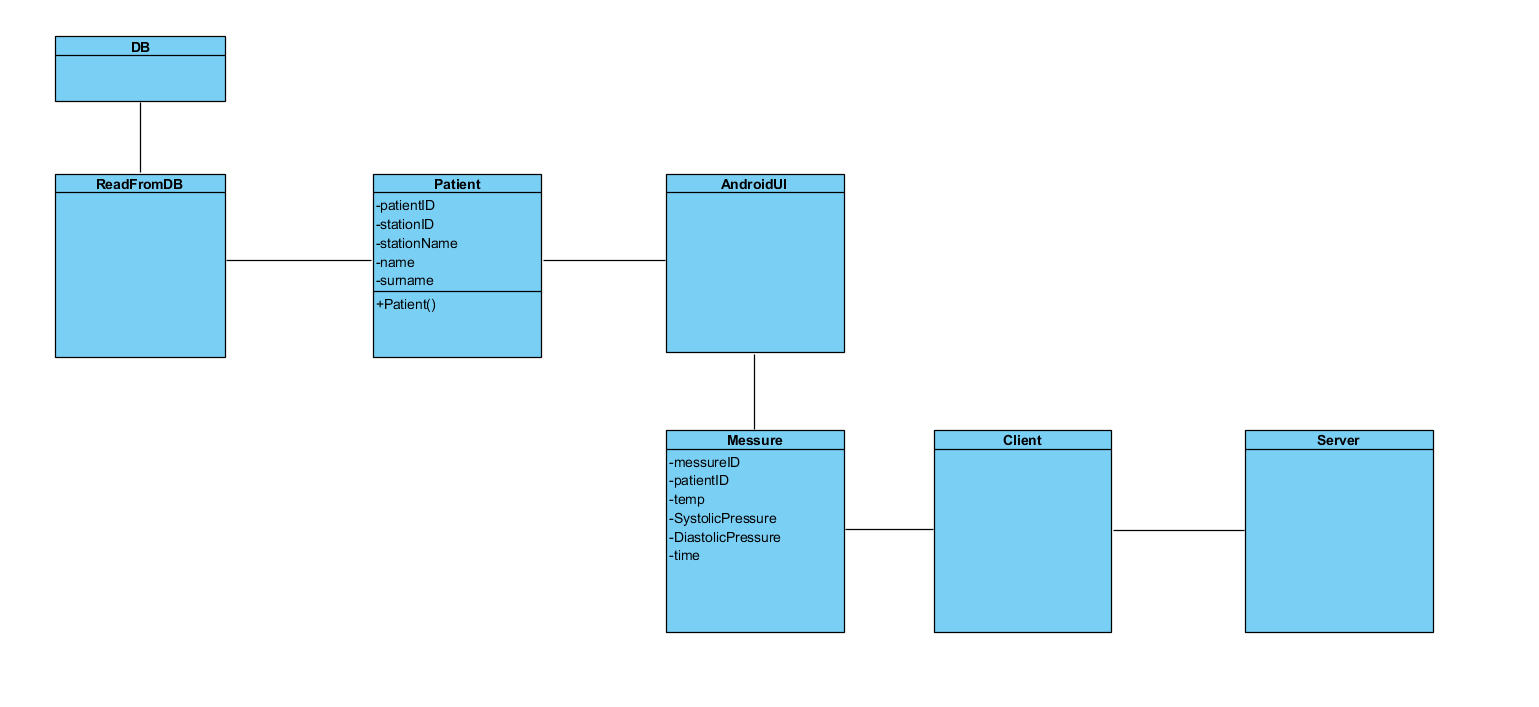 DB
ReadFromDB
Patient
-patientID
-stationID
-stationName
-name
-surname
+Patient()
AndroidUI
Messure
-messureID
-patientID
-temp
-SystolicPressure
-DiastolicPressure
-time
Client
Server